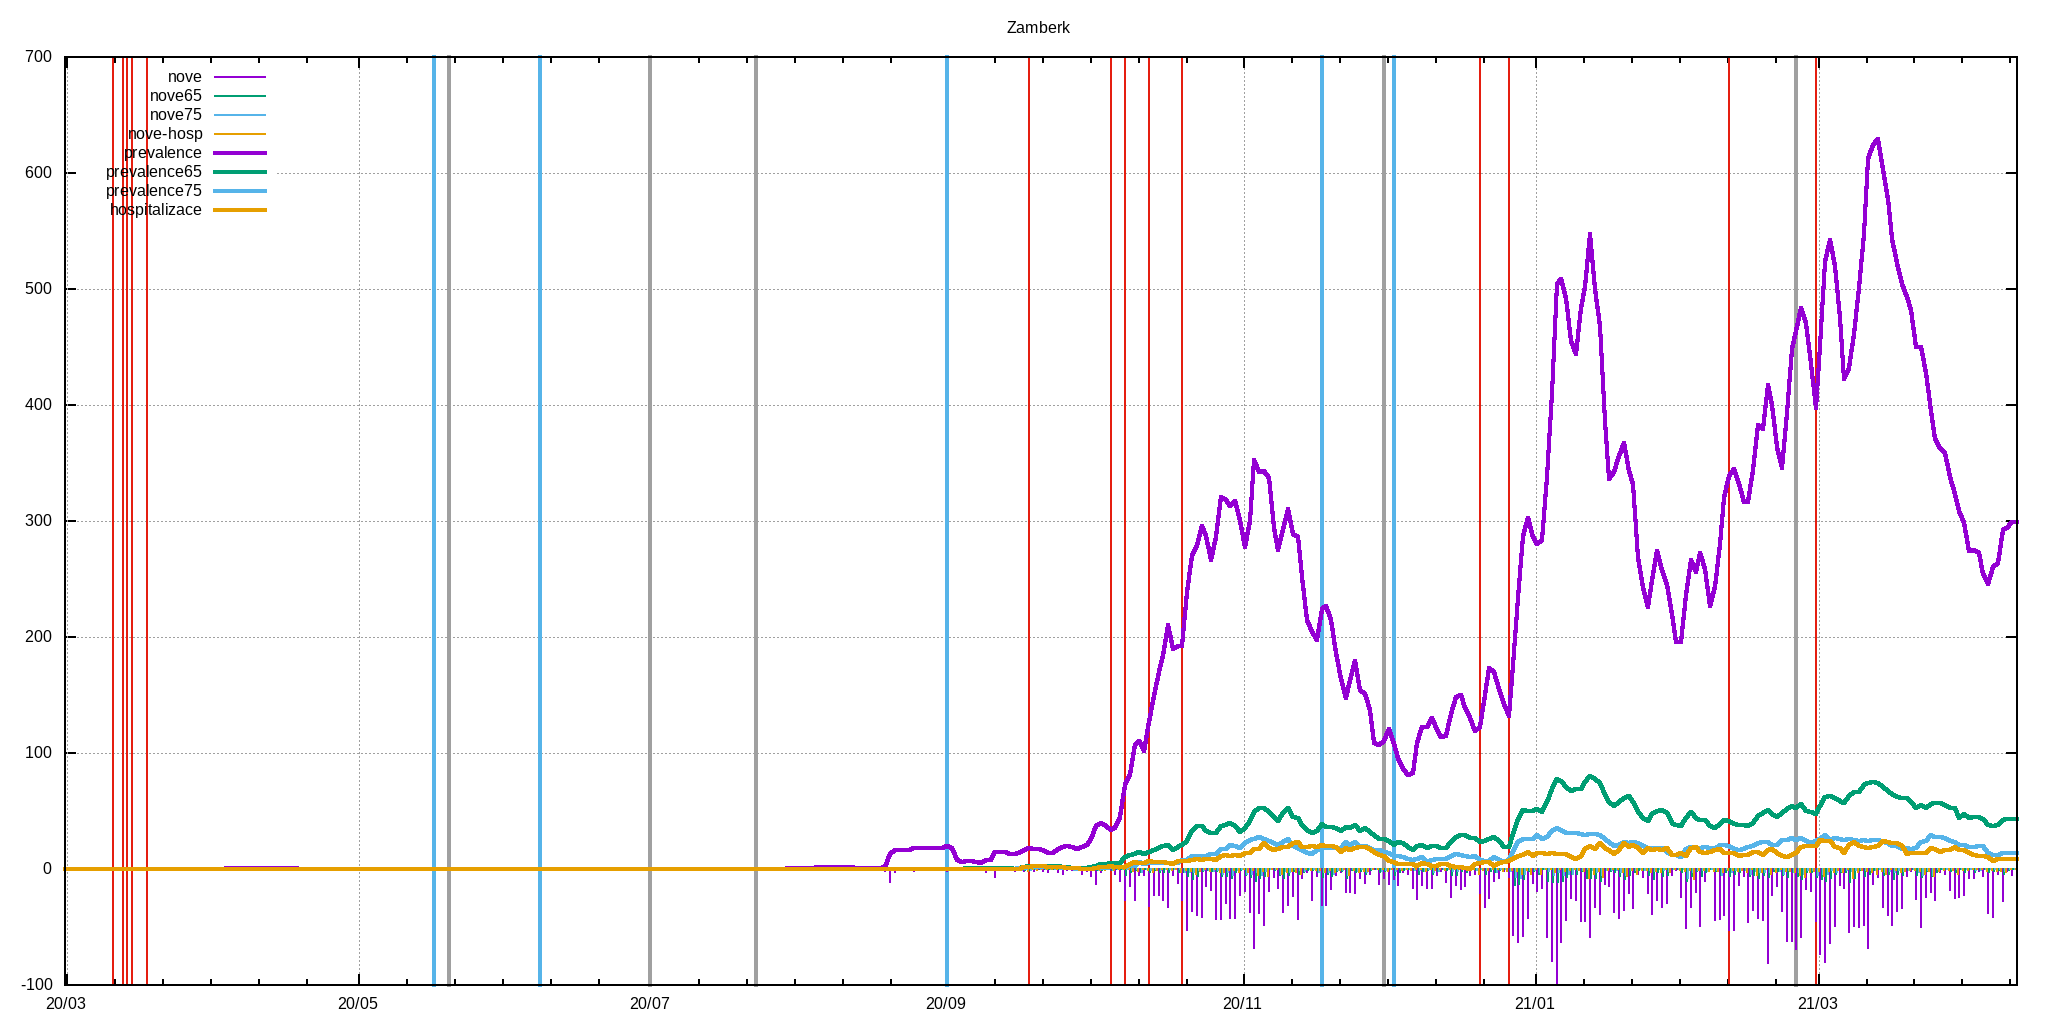 Zamberk
700
600
500
400
300
200
100
0
-100
nove
nove65
nove75
nove-hosp
prevalence
prevalence65
prevalence75
hospitalizace
20/03 20/05 20/07 20/09 20/11 21/01 21/03